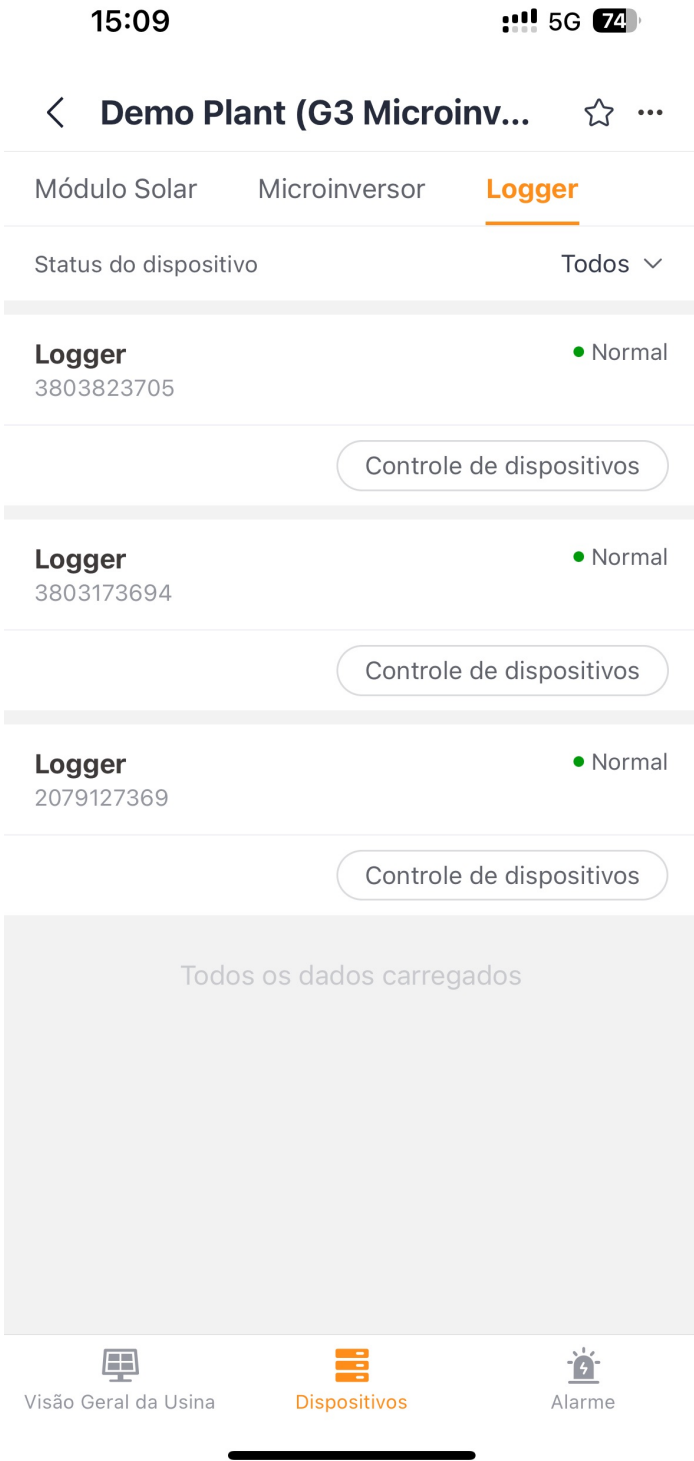 15:09 5G 74
Demo Plant (G3 Microinv...
Módulo Solar Microinversor Logger
Status do dispositivo Todos
Logger Normal
3803823705
Controle de dispositivos
Logger Normal
3803173694
Controle de dispositivos
Logger Normal
2079127369
Controle de dispositivos
Todos os dados carregados
Visão Geral da Usina Dispositivos Alarme